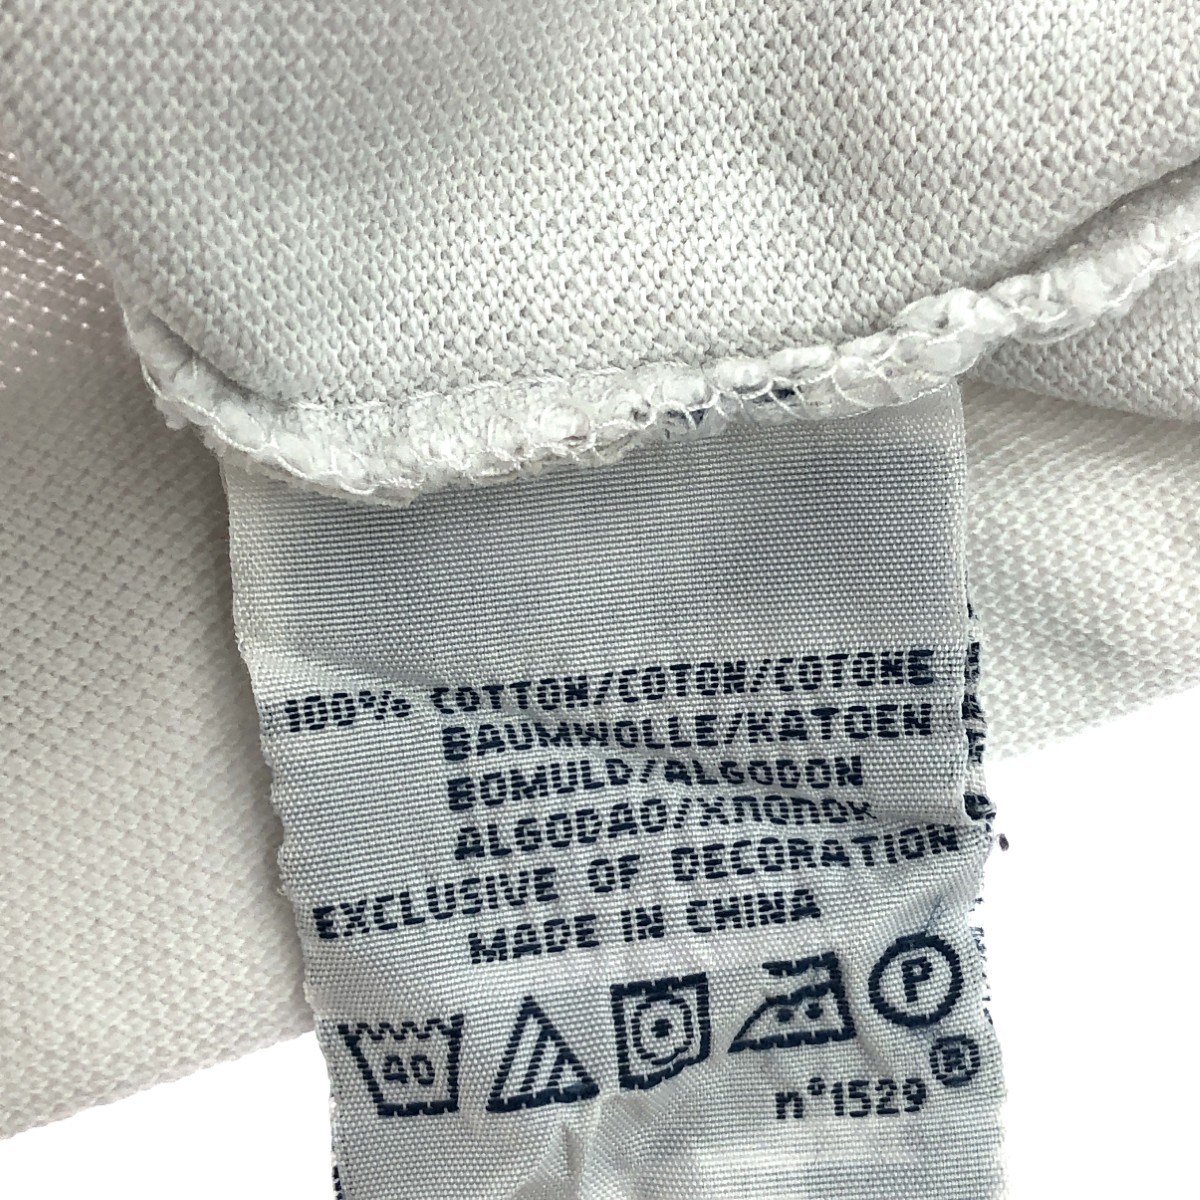 100% COTTON/COTON/COTONE
BAUMWOLLE/KATOEN
BOMULD/ALGODON
ALGODAO/ХЛОПОК
EXCLUSIVE OF DECORATION
MADE IN CHINA
40
P
n°1529 ®